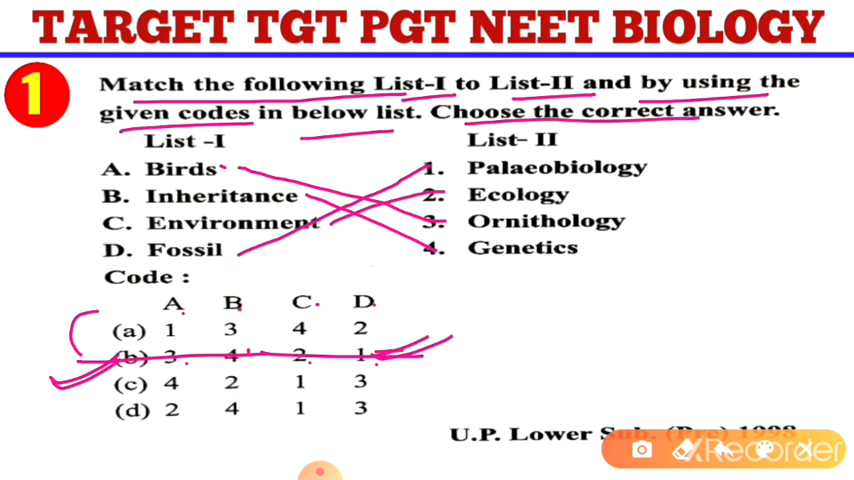 TARGET TGT PGT NEET BIOLOGY
1 Match the following List-I to List-II and by using the
given codes in below list. Choose the correct answer.
List -I List- II
A. Birds 1. Palaeobiology
B. Inheritance 2. Ecology
C. Environment 3. Ornithology
D. Fossil 4. Genetics
Code :
A B C D
(a) 1 3 4 2
(b) 3 4 2 1
(c) 4 2 1 3
(d) 2 4 1 3
U.P. Lower Sub. (Pre) 1998
XRecorder